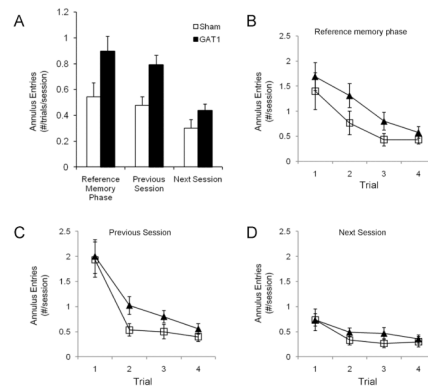 A
Sham
GAT1
Annulus Entries
(#/trials/session)
1.2
1
0.8
0.6
0.4
0.2
0
Reference
Memory
Phase
Previous
Session
Next Session
B
Reference memory phase
Annulus Entries
(#/session)
2.5
2
1.5
1
0.5
0
1 2 3 4
Trial
C
Previous Session
Annulus Entries
(#/session)
2.5
2
1.5
1
0.5
0
1 2 3 4
Trial
D
Next Session
Annulus Entries
(#/session)
2.5
2
1.5
1
0.5
0
1 2 3 4
Trial